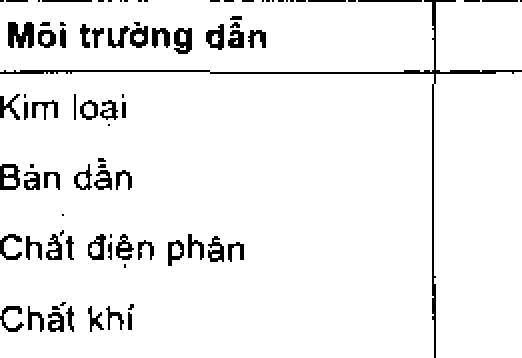 Môi trường dẫn
Kim loại
Bán dẫn
Chất điện phân
Chất khí